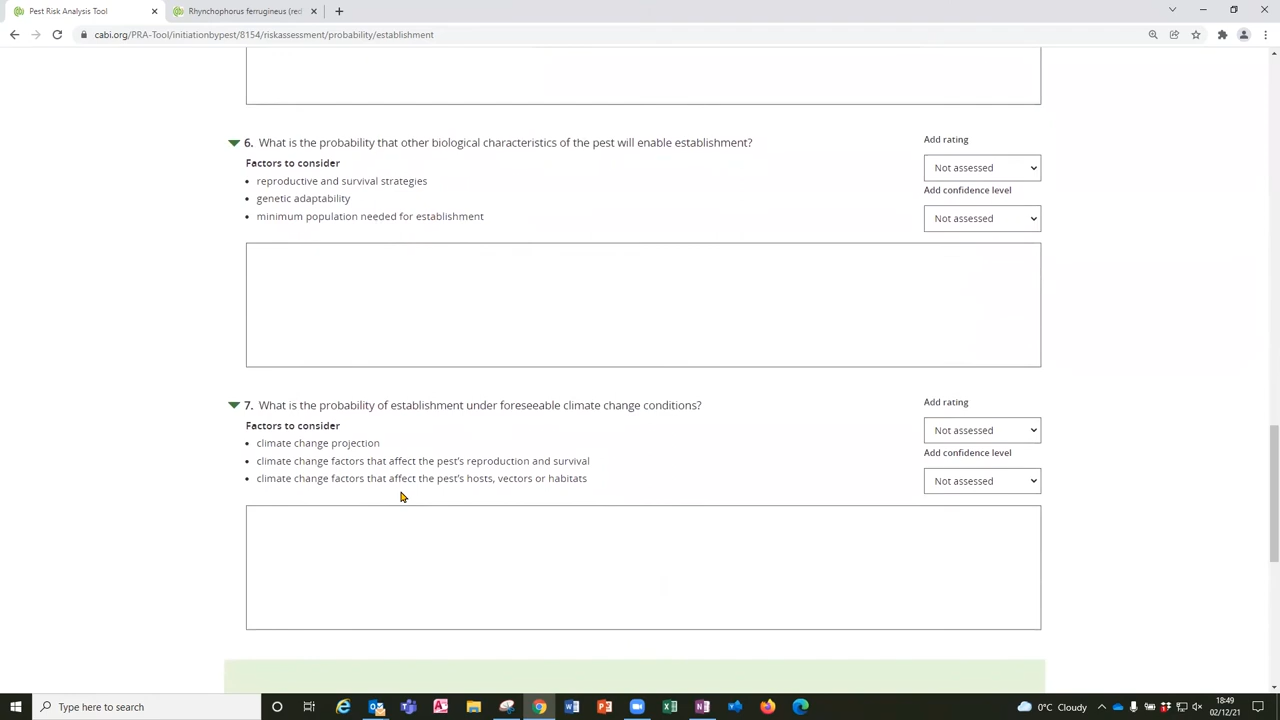 Pest Risk Analysis Tool
Rhynchophorus ferrugineus (red
cabi.org/PRA-Tool/initiationbypest/8154/riskassessment/probability/establishment
6. What is the probability that other biological characteristics of the pest will enable establishment?
Add rating
Factors to consider
Not assessed
• reproductive and survival strategies
Add confidence level
• genetic adaptability
• minimum population needed for establishment
Not assessed
7. What is the probability of establishment under foreseeable climate change conditions?
Add rating
Factors to consider
Not assessed
• climate change projection
Add confidence level
• climate change factors that affect the pest's reproduction and survival
• climate change factors that affect the pest's hosts, vectors or habitats
Not assessed
Type here to search
0°C Cloudy
18:49
02/12/21